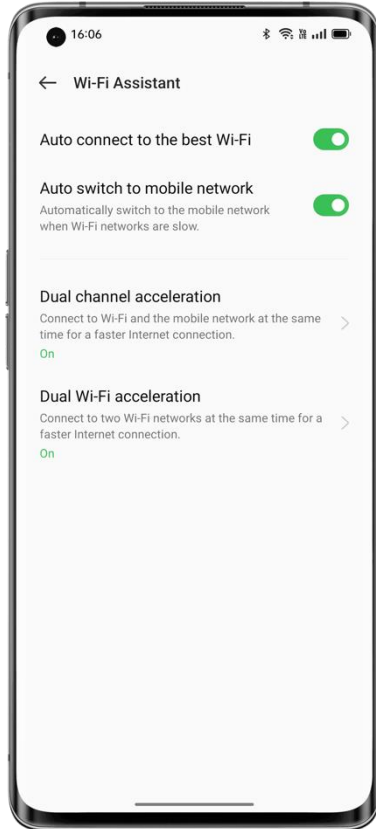 16:06
Wi-Fi Assistant
Auto connect to the best Wi-Fi
Auto switch to mobile network
Automatically switch to the mobile network
when Wi-Fi networks are slow.
Dual channel acceleration
Connect to Wi-Fi and the mobile network at the same
time for a faster Internet connection.
On
Dual Wi-Fi acceleration
Connect to two Wi-Fi networks at the same time for a
faster Internet connection.
On